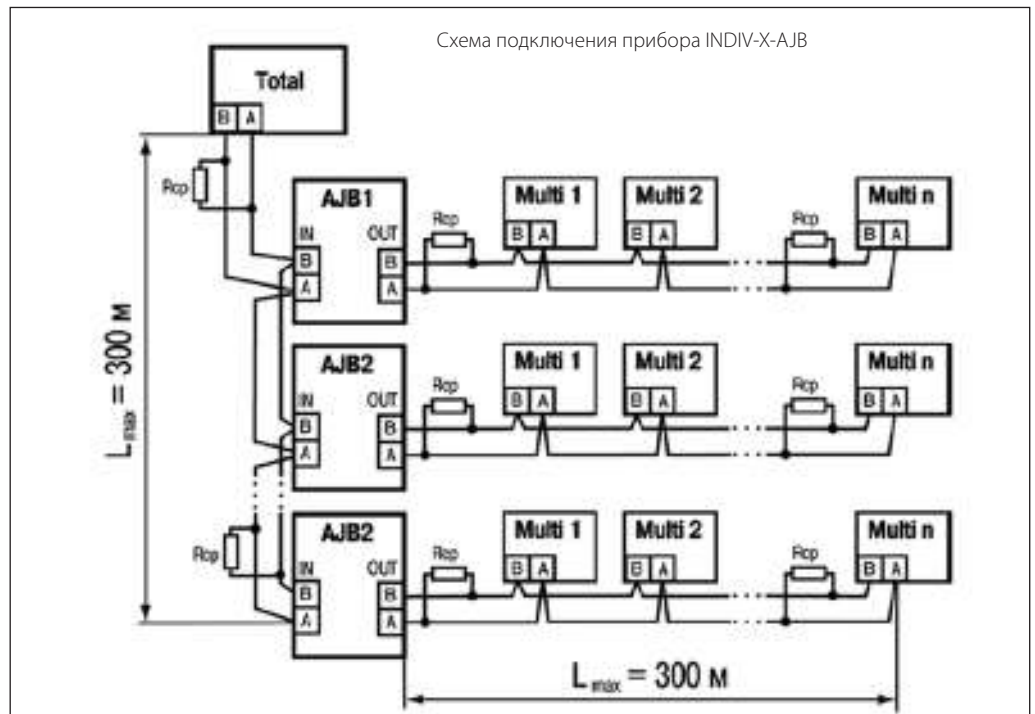 Схема подключения прибора INDIV-X-AJB
Total
B A
Rcp
AJB1
IN OUT
B
A
B
A
Rcp
Multi 1
B A
Multi 2
B A
Rcp
Multi n
B A
L max = 300 м
AJB2
IN OUT
B
A
B
A
Rcp
Multi 1
B A
Multi 2
B A
Rcp
Multi n
B A
Rcp
AJB2
IN OUT
B
A
B
A
Rcp
Multi 1
B A
Multi 2
B A
Rcp
Multi n
B A
L max = 300 м